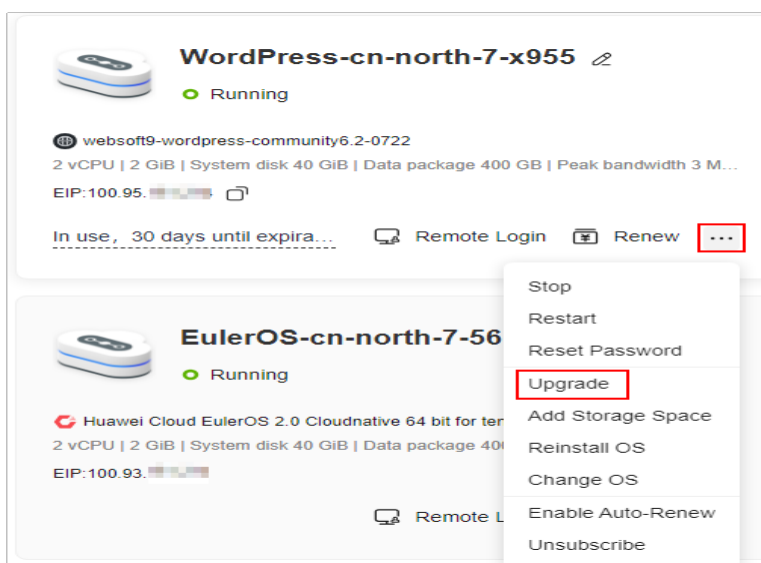 WordPress-cn-north-7-x955
Running
websoft9-wordpress-community6.2-0722
2 vCPU | 2 GiB | System disk 40 GiB | Data package 400 GB | Peak bandwidth 3 M...
EIP:100.95.
In use, 30 days until expira...
Remote Login
Renew
...
Stop
Restart
Reset Password
Upgrade
Add Storage Space
Reinstall OS
Change OS
Enable Auto-Renew
Unsubscribe
EulerOS-cn-north-7-56
Running
Huawei Cloud EulerOS 2.0 Cloudnative 64 bit for ten
2 vCPU | 2 GiB | System disk 40 GiB | Data package 40
EIP:100.93.
Remote L